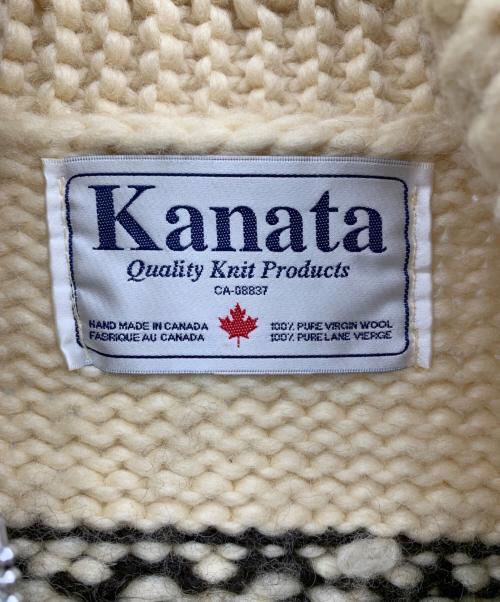 Kanata
Quality Knit Products
CA-08837
HAND MADE IN CANADA
FABRIQUE AU CANADA
100% PURE VIRGIN WOOL
100% PURE LAINE VIERGE